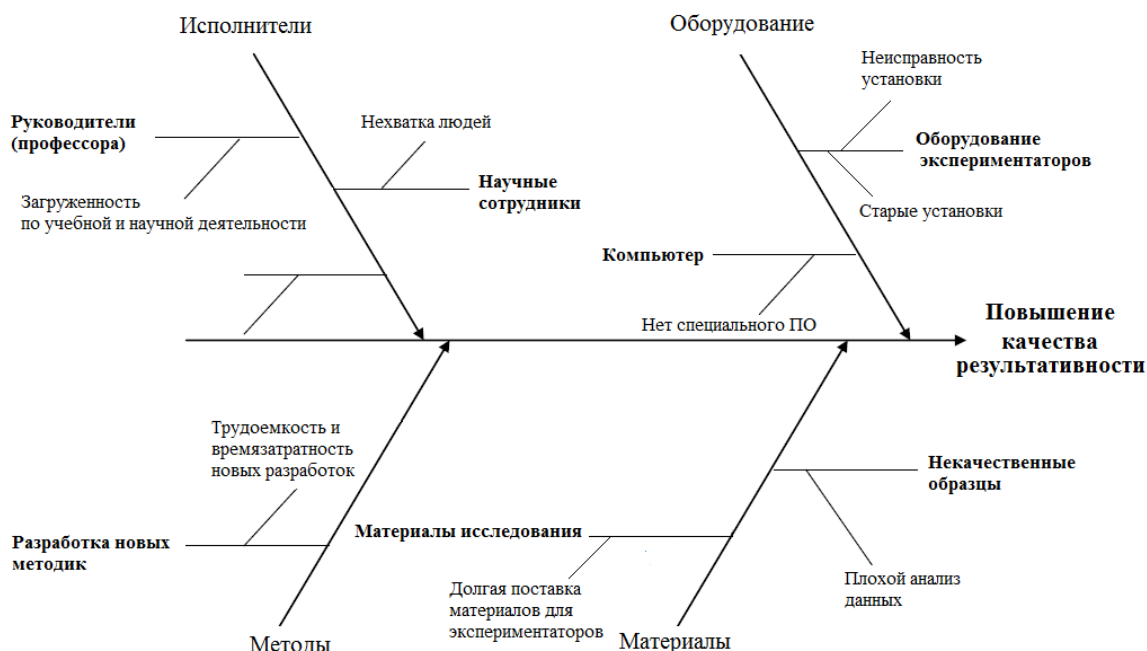 Исполнители
Оборудование
Неисправность
установки
Руководители
(профессора)
Нехватка людей
Оборудование
экспериментаторов
Научные
сотрудники
Загруженность
по учебной и научной деятельности
Старые установки
Компьютер
Нет специального ПО
Повышение
качества
результативности
Трудоемкость и
времязатратность
новых разработок
Некачественные
образцы
Разработка новых
методик
Материалы исследования
Долгая поставка
материалов для
экспериментаторов
Плохой анализ
данных
Методы
Материалы